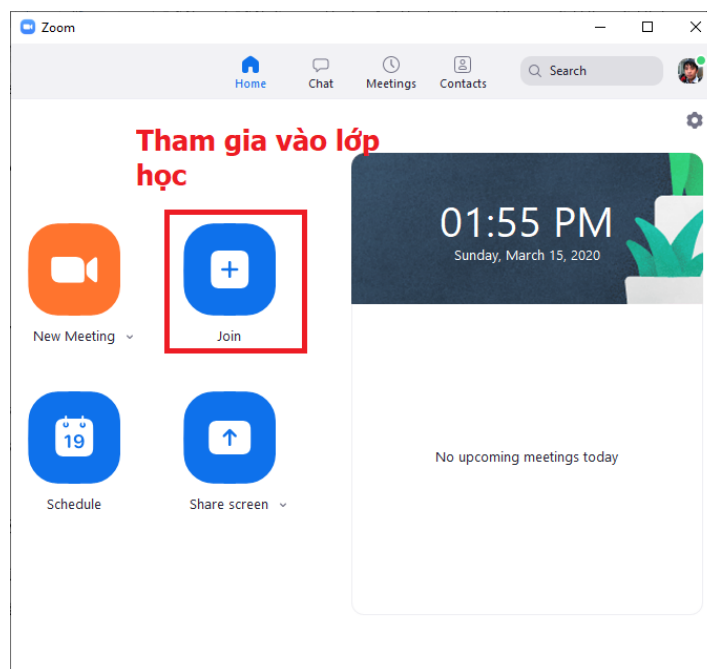 Zoom
Home
Chat
Meetings
Contacts
Search
Tham gia vào lớp
học
01:55 PM
Sunday, March 15, 2020
New Meeting
Join
19
Schedule
Share screen
No upcoming meetings today